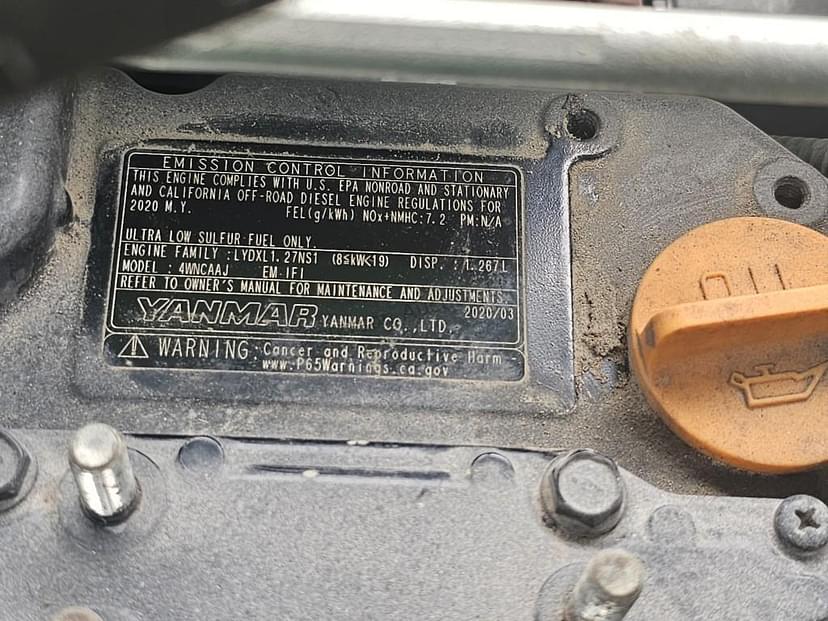 EMISSION CONTROL INFORMATION
THIS ENGINE COMPLIES WITH U.S. EPA NONROAD AND STATIONARY
AND CALIFORNIA OFF-ROAD DIESEL ENGINE REGULATIONS FOR
2020 M.Y. FEL(g/kWh) NOx+NMHC:7.2 PM:N/A
ULTRA LOW SULFUR FUEL ONLY.
ENGINE FAMILY :LYDXL1.27NS1 (8≤kW<19) DISP. :1.267L
MODEL : 4WNCAAJ EM-IFI
REFER TO OWNER'S MANUAL FOR MAINTENANCE AND ADJUSTMENTS.
2020/03
YANMAR YANMAR CO.,LTD.
WARNING:Cancer and Reproductive Harm -
www.P65Warnings.ca.gov
OIL